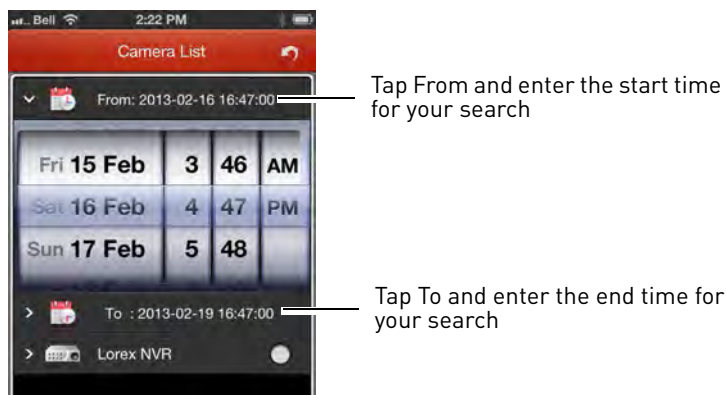 Bell 2:22 PM
Camera List
From: 2013-02-16 16:47:00
Tap From and enter the start time
for your search
Fri 15 Feb 3 46 AM
Sat 16 Feb 4 47 PM
Sun 17 Feb 5 48
To : 2013-02-19 16:47:00
Tap To and enter the end time for
your search
Lorex NVR